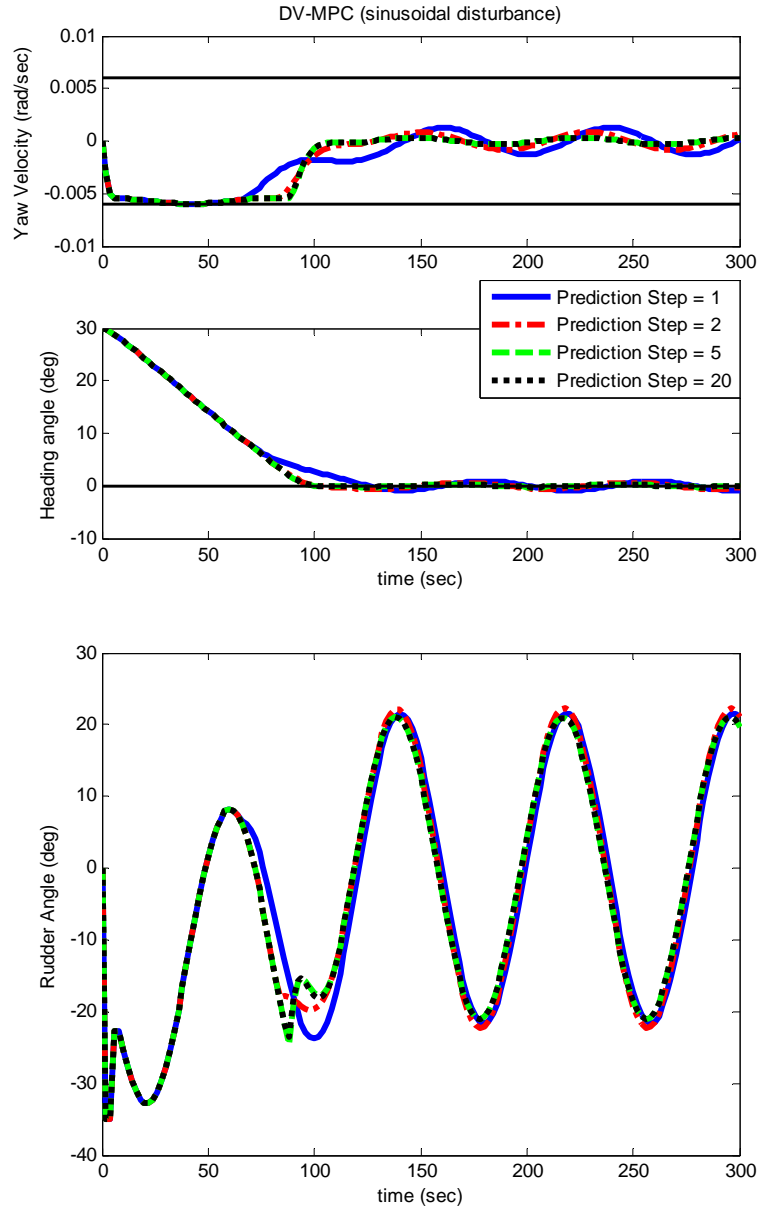 DV-MPC (sinusoidal disturbance)
0.01
0.005
0
-0.005
-0.01
Yaw Velocity (rad/sec)
0 50 100 150 200 250 300
Prediction Step = 1
Prediction Step = 2
Prediction Step = 5
Prediction Step = 20
30
20
10
0
-10
Heading angle (deg)
0 50 100 150 200 250 300
time (sec)
30
20
10
0
-10
-20
-30
-40
Rudder Angle (deg)
0 50 100 150 200 250 300
time (sec)